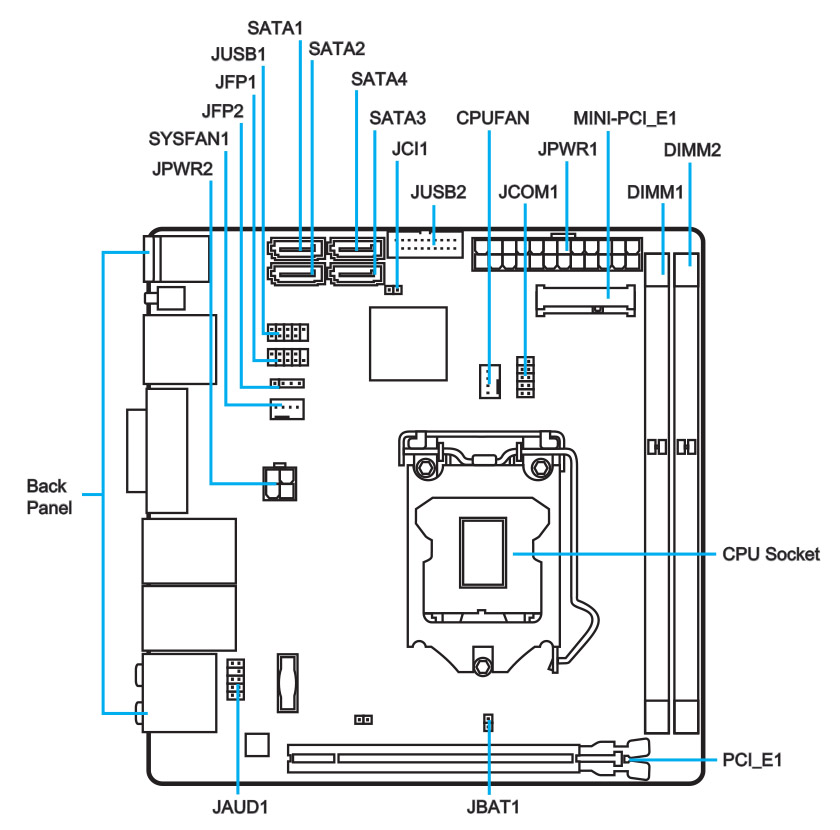 SATA1
SATA2
JUSB1
SATA4
JFP1
JFP2
SATA3
CPUFAN
MINI-PCI_E1
SYSFAN1
JCI1
JPWR1
DIMM2
JPWR2
JUSB2
JCOM1
DIMM1
Back
Panel
CPU Socket
PCI_E1
JAUD1
JBAT1